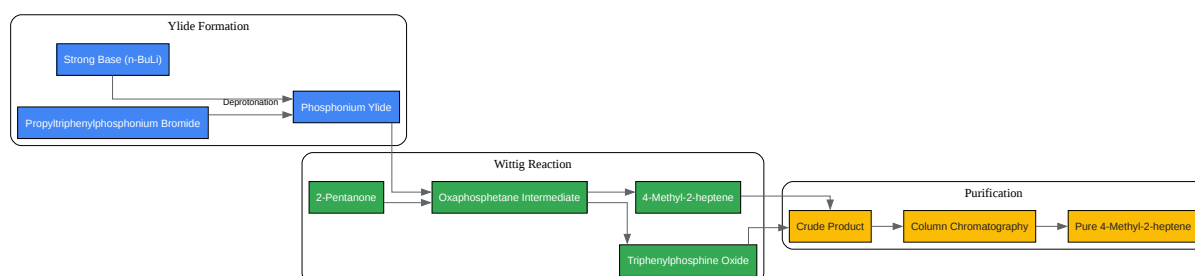 Ylide Formation
Strong Base (n-BuLi)
Deprotonation
Phosphonium Ylide
Propyltriphenylphosphonium Bromide
Wittig Reaction
2-Pentanone
Oxaphosphetane Intermediate
4-Methyl-2-heptene
Triphenylphosphine Oxide
Purification
Crude Product
Column Chromatography
Pure 4-Methyl-2-heptene